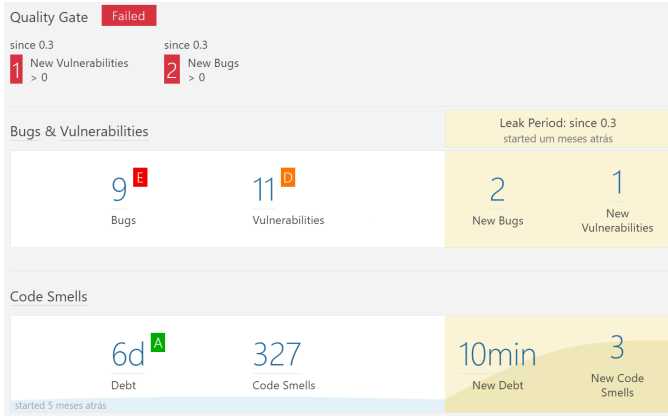 Quality Gate Failed
since 0.3 since 0.3
1 New Vulnerabilities 2 New Bugs
> 0 > 0
Leak Period: since 0.3
started um meses atrás
Bugs & Vulnerabilities
9 E 11 D 2 1
Bugs Vulnerabilities New Bugs New
Vulnerabilities
Code Smells
6d A 327 10min 3
Debt Code Smells New Debt New Code
Smells
started 5 meses atrás